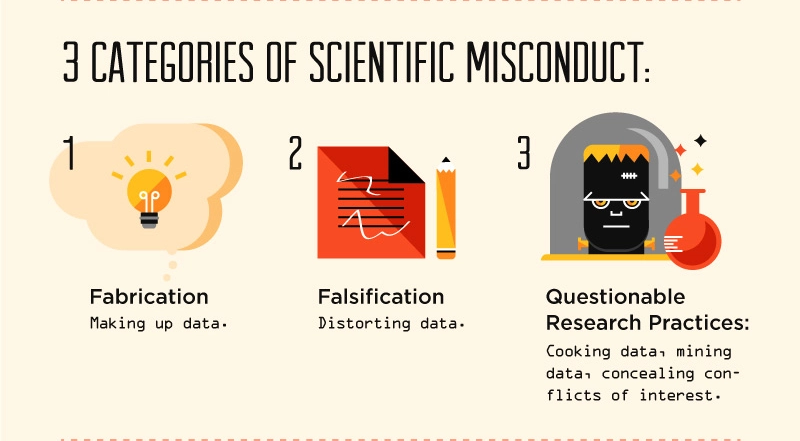 3 CATEGORIES OF SCIENTIFIC MISCONDUCT:
1
Fabrication
Making up data.
2
Falsification
Distorting data.
3
Questionable
Research Practices:
Cooking data, mining
data, concealing con-
flicts of interest.